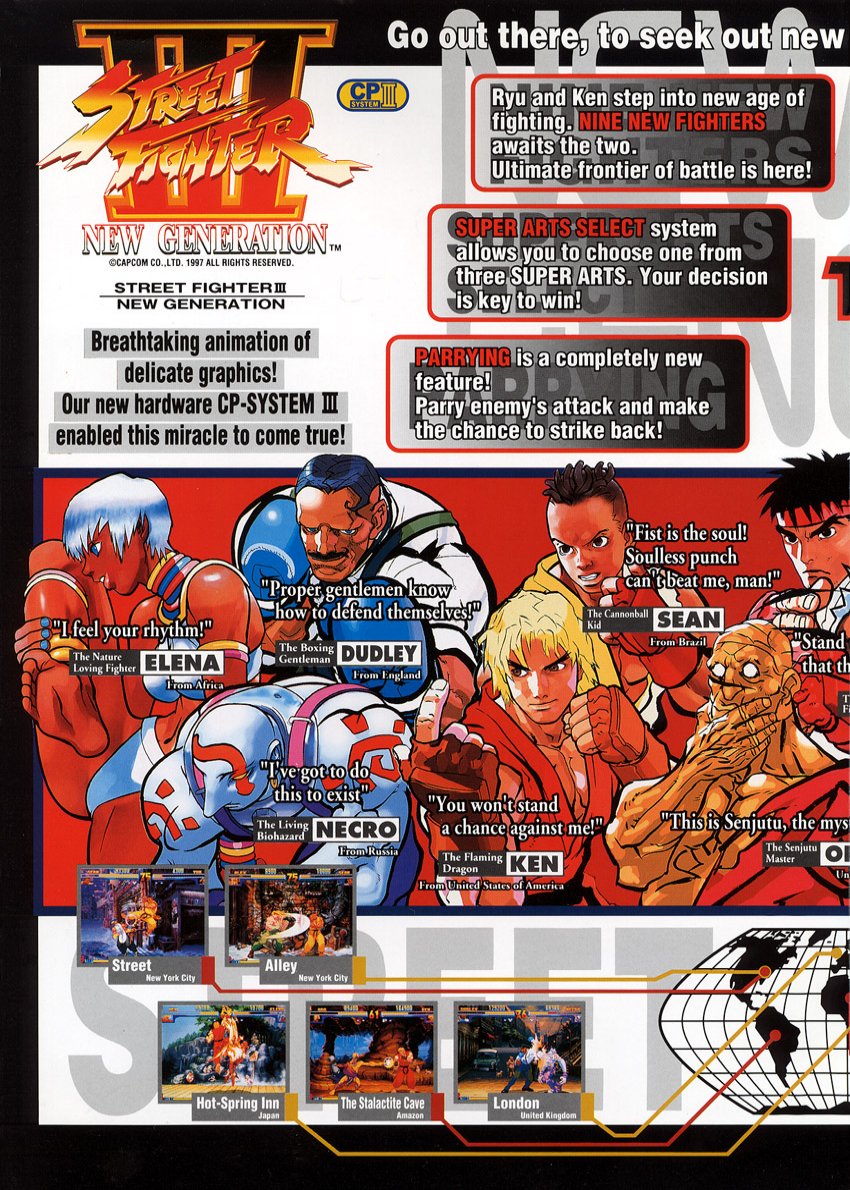 Go out there, to seek out new
STREET
FIGHTER
III
NEW GENERATION™
©CAPCOM CO.,LTD. 1997 ALL RIGHTS RESERVED.
STREET FIGHTER III
NEW GENERATION
CP
SYSTEM III
Breathtaking animation of
delicate graphics!
Our new hardware CP-SYSTEM III
enabled this miracle to come true!
Ryu and Ken step into new age of
fighting. NINE NEW FIGHTERS
awaits the two.
Ultimate frontier of battle is here!
SUPER ARTS SELECT system
allows you to choose one from
three SUPER ARTS. Your decision
is key to win!
PARRYING is a completely new
feature!
Parry enemy's attack and make
the chance to strike back!
"I feel your rhythm!"
The Nature
Loving Fighter
ELENA
From Africa
"Proper gentlemen know
how to defend themselves!"
The Boxing
Gentleman
DUDLEY
From England
"Fist is the soul!
Soulless punch
can't beat me, man!"
The Cannonball
Kid
SEAN
From Brazil
"Stand
that th
"I've got to do
this to exist"
The Living
Biohazard
NECRO
From Russia
"You won't stand
a chance against me!"
The Flaming
Dragon
KEN
From United States of America
"This is Senjutu, the mys
The Senjutu
Master
Street
New York City
Alley
New York City
Hot-Spring Inn
Japan
The Stalactite Cave
Amazon
London
United Kingdom
STREET